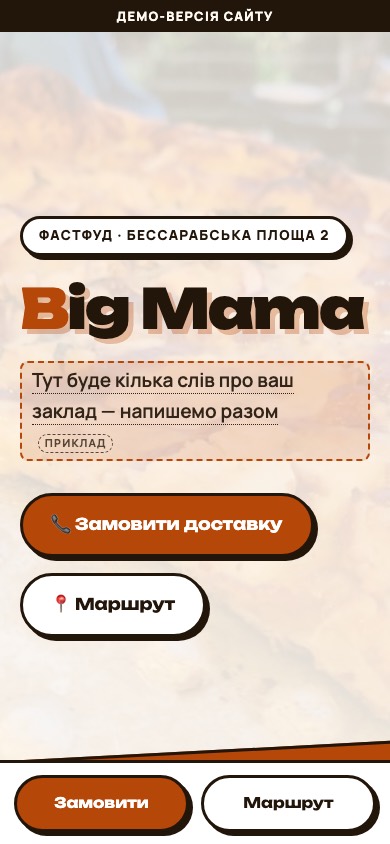 ДЕМО-ВЕРСІЯ САЙТУ
ФАСТФУД · БЕССАРАБСЬКА ПЛОЩА 2
Big Mama
Тут буде кілька слів про ваш
заклад — напишемо разом
ПРИКЛАД
Замовити доставку
Маршрут
Замовити
Маршрут